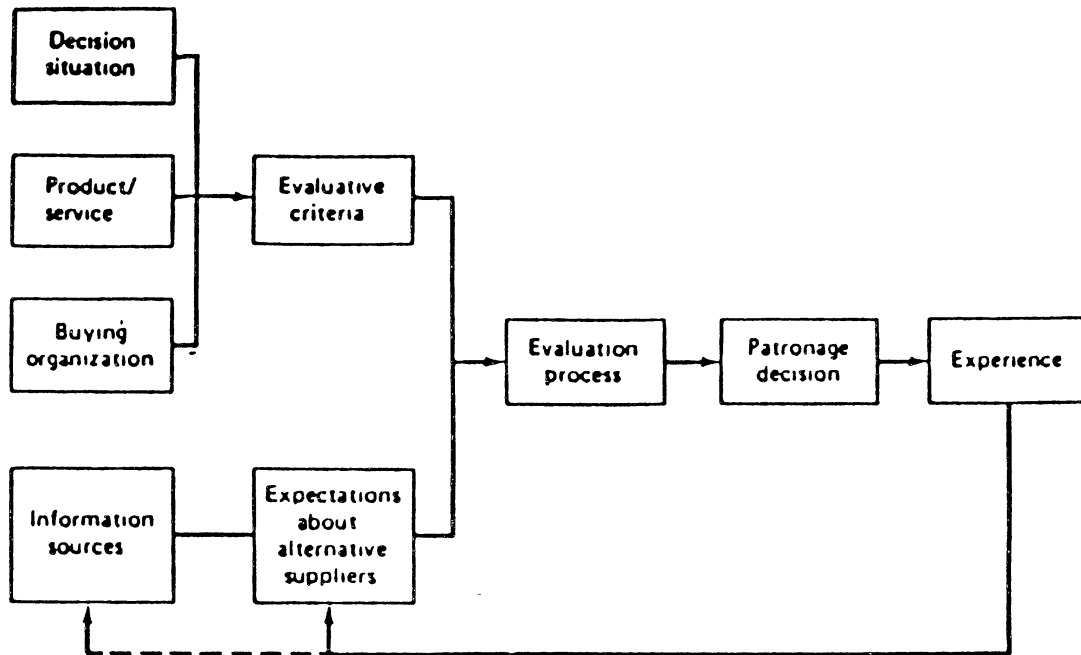 Decision
situation
Product/
service
Buying
organization
Evaluative
criteria
Evaluation
process
Patronage
decision
Experience
Information
sources
Expectations
about
alternative
suppliers